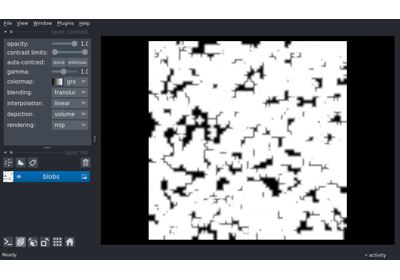 File View Window Plugins Help
layer controls
opacity: 1.0
contrast limits:
auto-contrast: once
gamma: 1.0
colormap: gra
blending: translu
interpolation: linear
depiction: volume
rendering: mip
layer list
blobs
Ready
activity